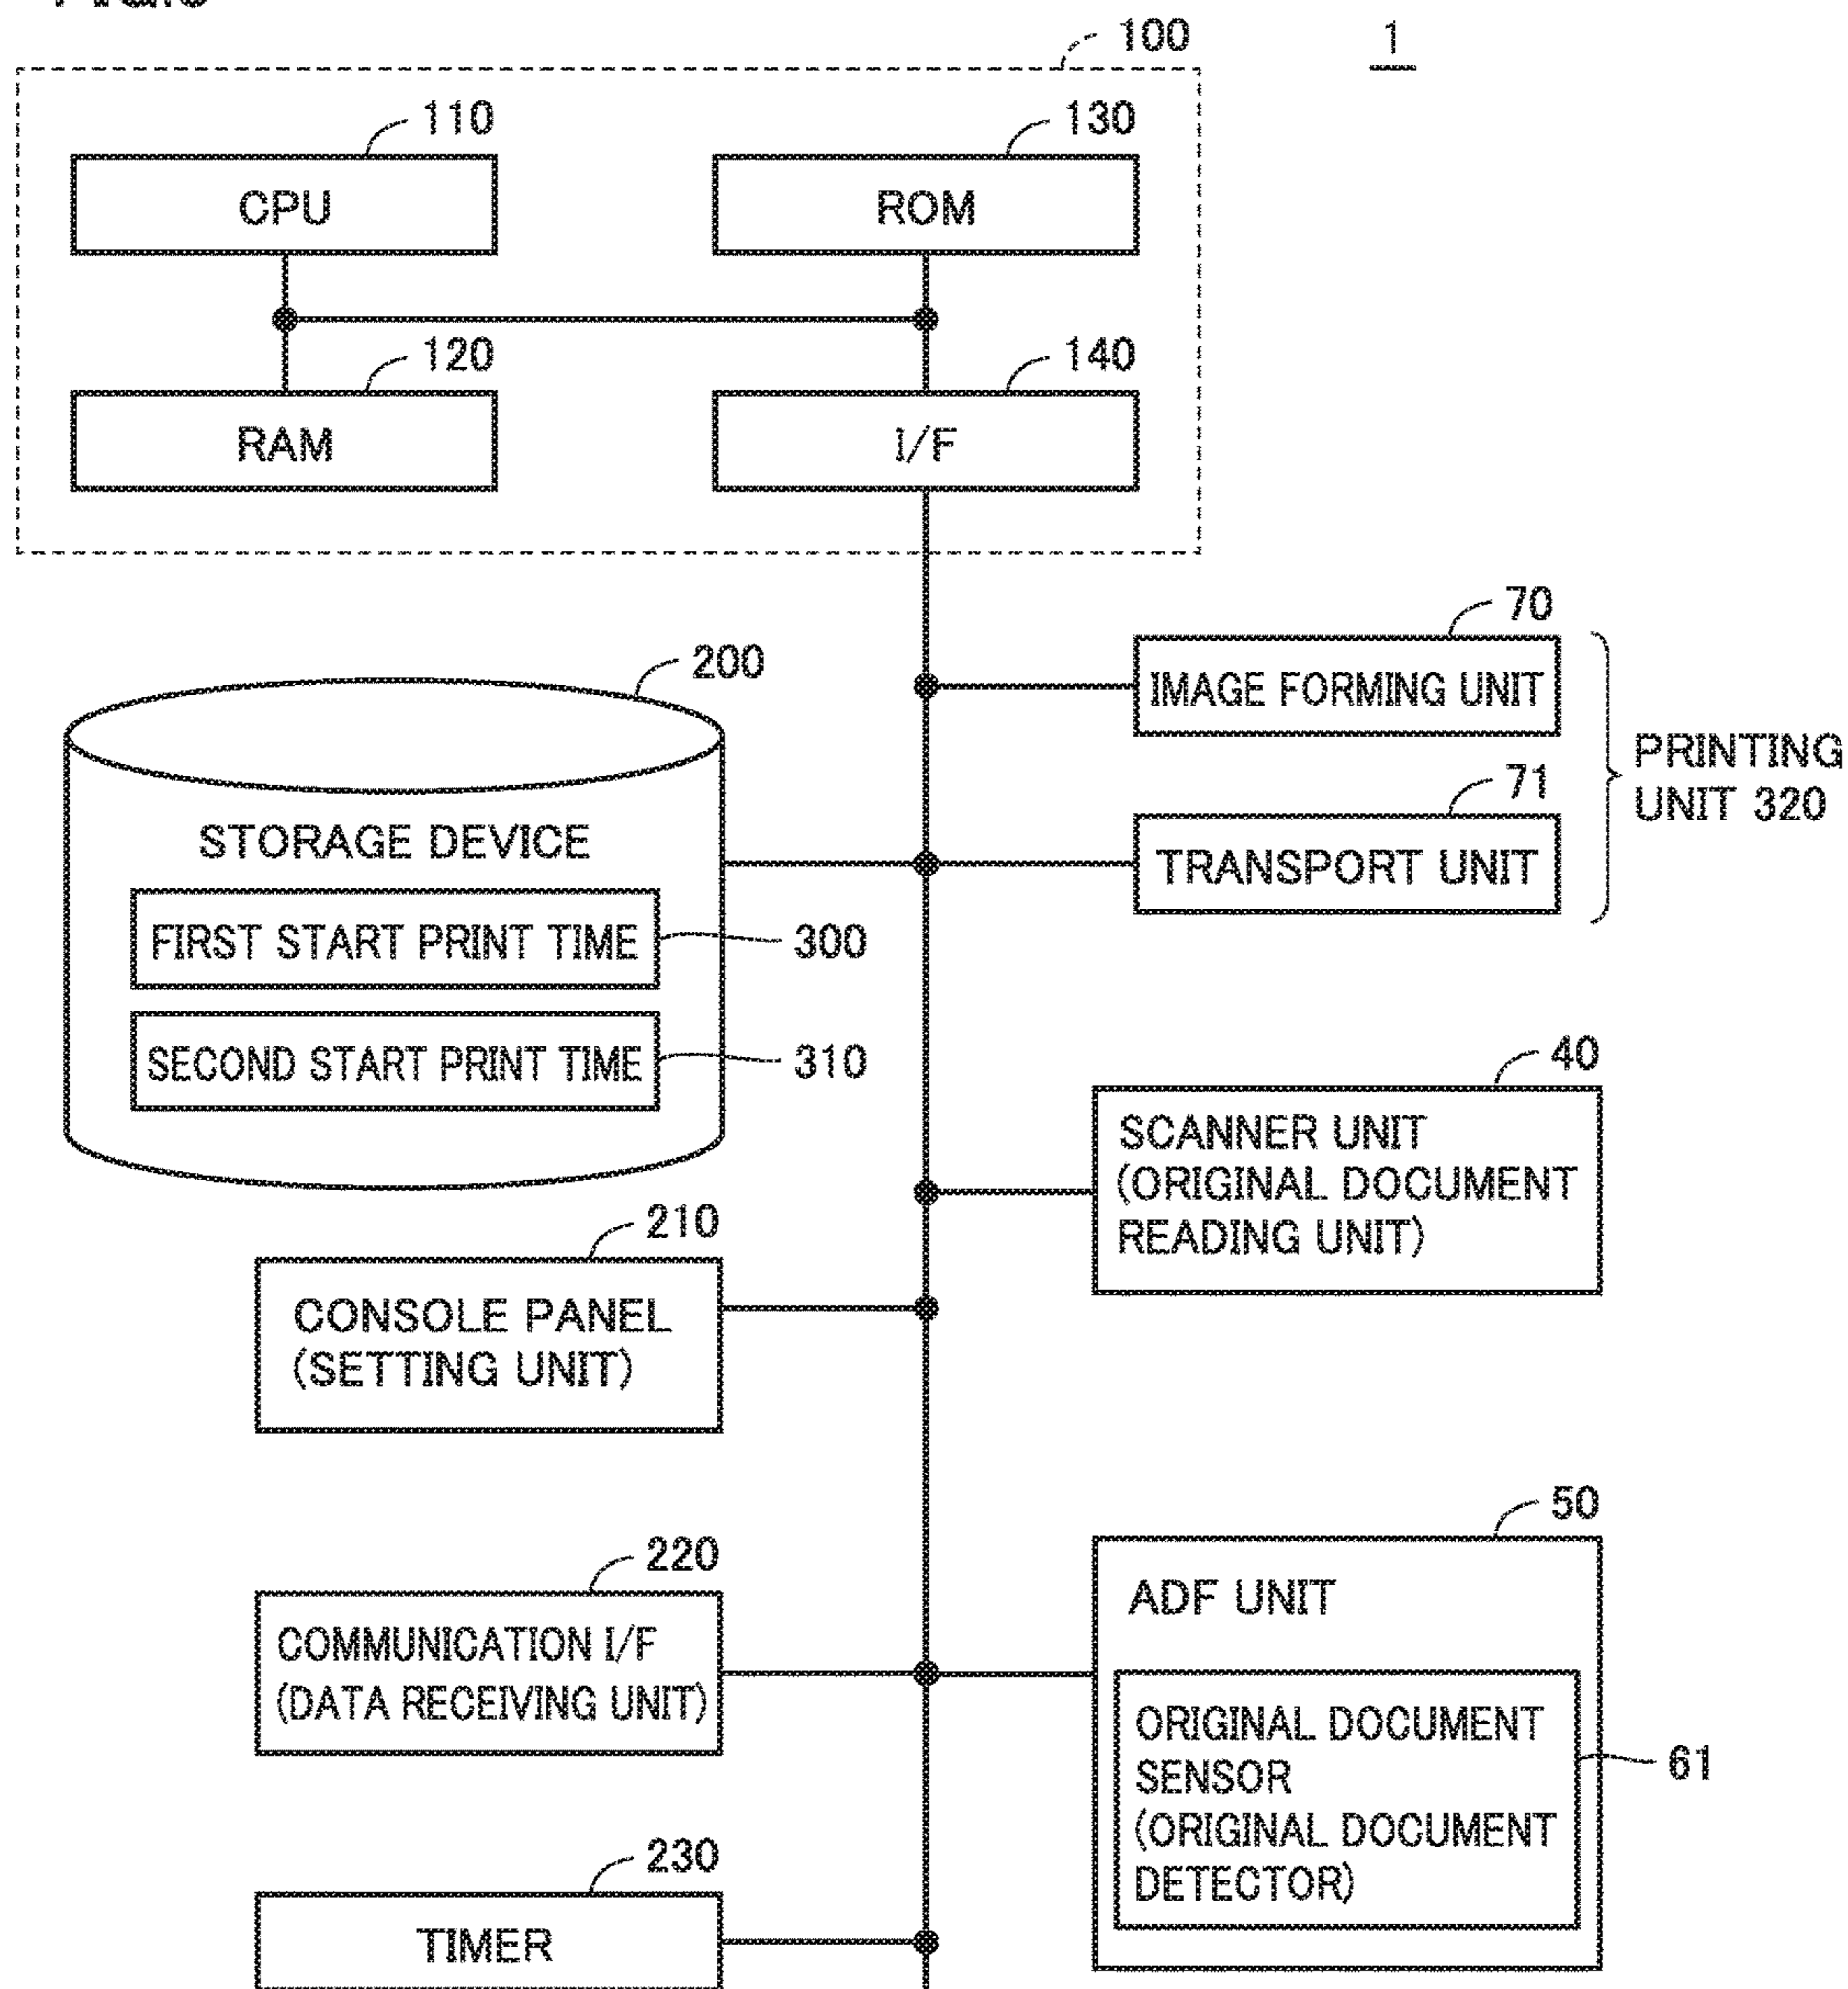 100
1
110
130
CPU
ROM
120
140
RAM
I/F
70
200
IMAGE FORMING UNIT
PRINTING
UNIT 320
71
STORAGE DEVICE
TRANSPORT UNIT
FIRST START PRINT TIME
300
SECOND START PRINT TIME
310
40
SCANNER UNIT
(ORIGINAL DOCUMENT
READING UNIT)
210
CONSOLE PANEL
(SETTING UNIT)
50
220
ADF UNIT
COMMUNICATION I/F
(DATA RECEIVING UNIT)
ORIGINAL DOCUMENT
SENSOR
(ORIGINAL DOCUMENT
DETECTOR)
61
230
TIMER